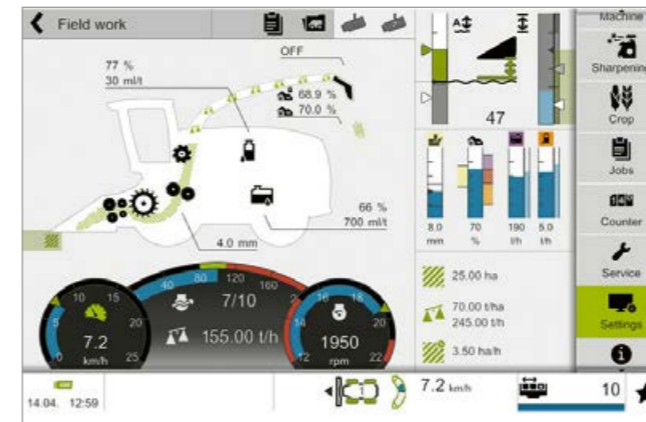 Field work
OFF
77 %
30 ml/t
68.9 %
70.0 %
66 %
700 ml/t
4.0 mm
0 5 10 15 20 25
7.2
km/h
40 80 120 160
7/10
155.00 t/h
12 14 16 18 20 22
1950
rpm
A
47
8.0 70 190 5.0
mm % l/h l/h
25.00 ha
70.00 t/ha
245.00 t/h
3.50 ha/h
Machine
Sharpening
Crop
Jobs
Counter
Service
Settings
14.04. 12:59
7.2 km/h
10